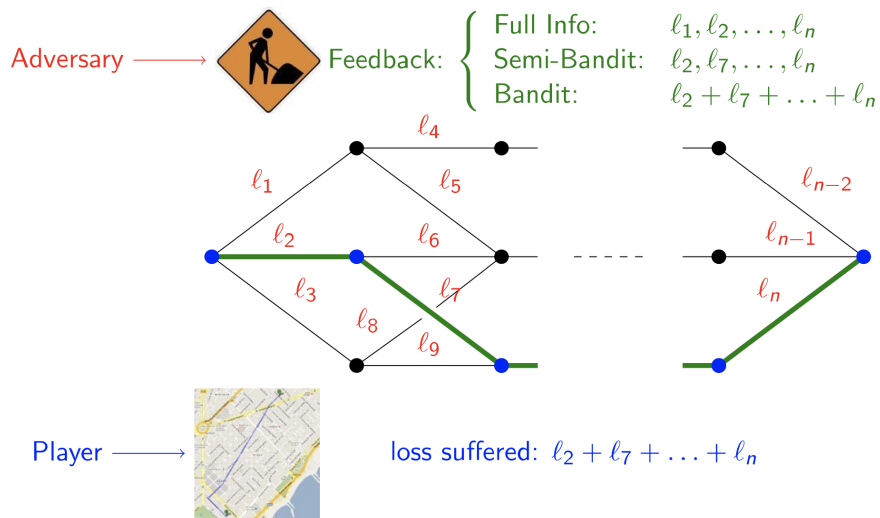 Adversary
Feedback:
Full Info: ℓ₁, ℓ₂, . . . , ℓₙ
Semi-Bandit: ℓ₂, ℓ₇, . . . , ℓₙ
Bandit: ℓ₂ + ℓ₇ + . . . + ℓₙ
ℓ₄
ℓ₁
ℓ₅
ℓₙ₋₂
ℓ₂
ℓ₆
ℓₙ₋₁
ℓ₃
ℓ₇
ℓₙ
ℓ₈
ℓ₉
Player
loss suffered: ℓ₂ + ℓ₇ + . . . + ℓₙ